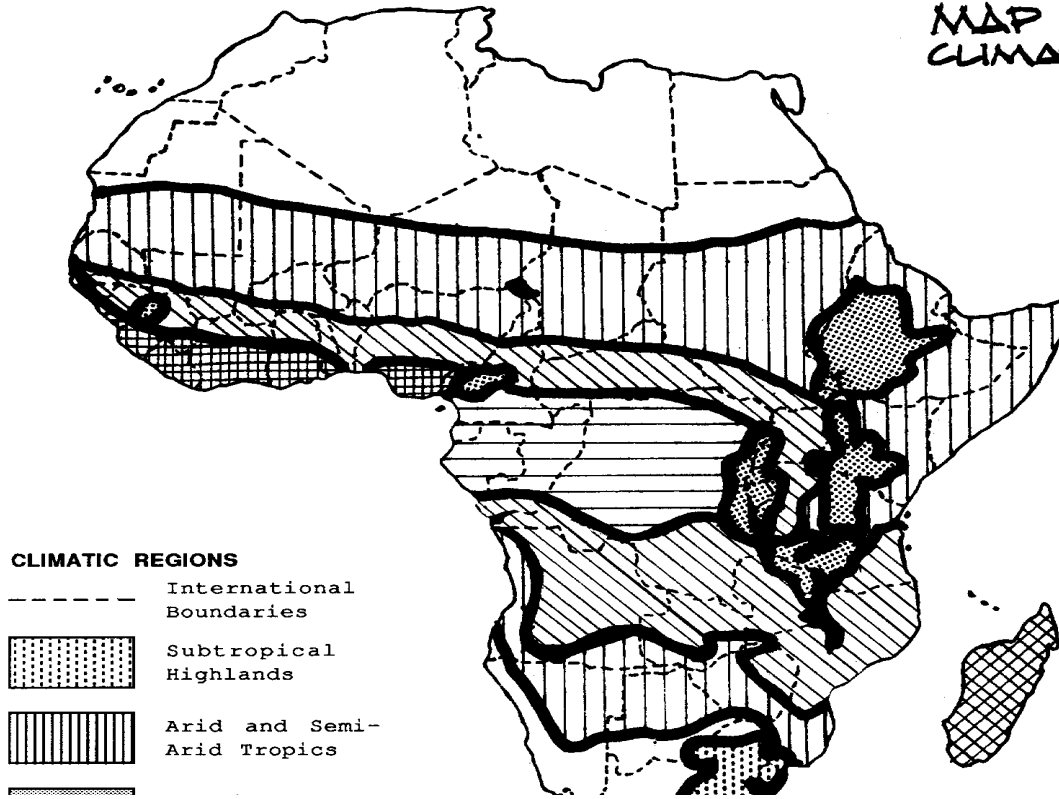 MAP
CLIMA
CLIMATIC REGIONS
International
Boundaries
Subtropical
Highlands
Arid and Semi-
Arid Tropics